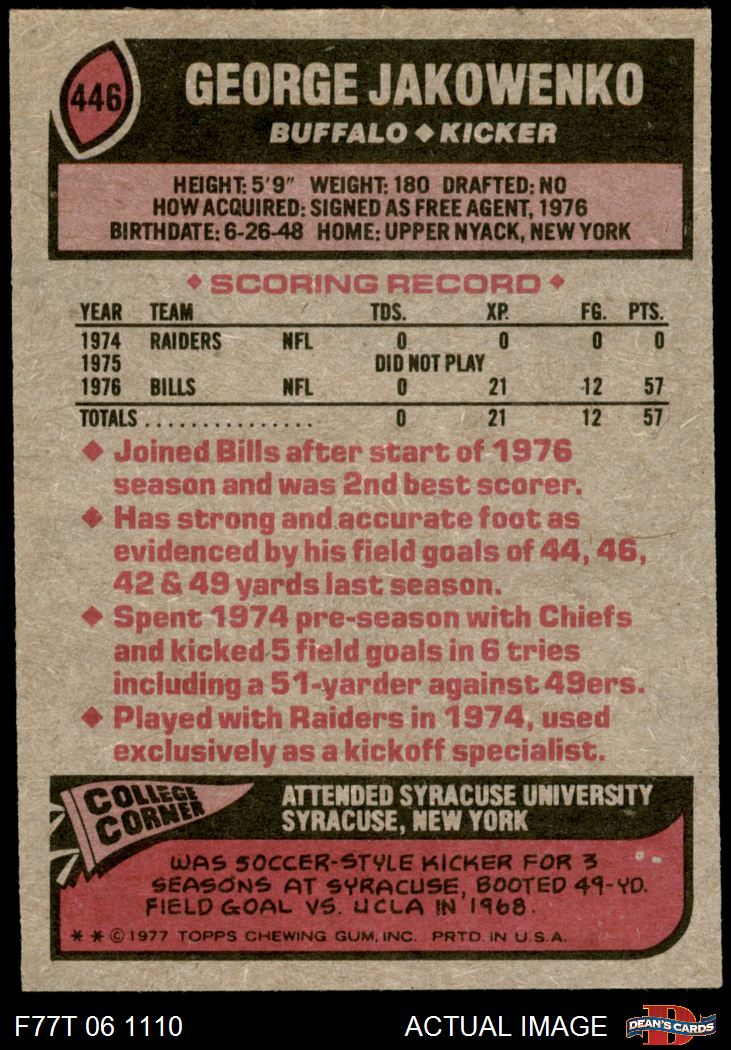 446
GEORGE JAKOWENKO
BUFFALO ◆ KICKER
HEIGHT: 5'9" WEIGHT: 180 DRAFTED: NO
HOW ACQUIRED: SIGNED AS FREE AGENT, 1976
BIRTHDATE: 6-26-48 HOME: UPPER NYACK, NEW YORK
◆ SCORING RECORD ◆
YEAR TEAM TDS. XP. FG. PTS.
1974 RAIDERS NFL 0 0 0 0
1975 DID NOT PLAY
1976 BILLS NFL 0 21 12 57
TOTALS ............... 0 21 12 57
◆ Joined Bills after start of 1976
season and was 2nd best scorer.
◆ Has strong and accurate foot as
evidenced by his field goals of 44, 46,
42 & 49 yards last season.
◆ Spent 1974 pre-season with Chiefs
and kicked 5 field goals in 6 tries
including a 51-yarder against 49ers.
◆ Played with Raiders in 1974, used
exclusively as a kickoff specialist.
COLLEGE
CORNER
ATTENDED SYRACUSE UNIVERSITY
SYRACUSE, NEW YORK
WAS SOCCER-STYLE KICKER FOR 3
SEASONS AT SYRACUSE, BOOTED 49-YD.
FIELD GOAL VS. UCLA IN 1968.
* * © 1977 TOPPS CHEWING GUM, INC. PRTD. IN U.S.A.
F77T 06 1110 ACTUAL IMAGE DEAN'S CARDS